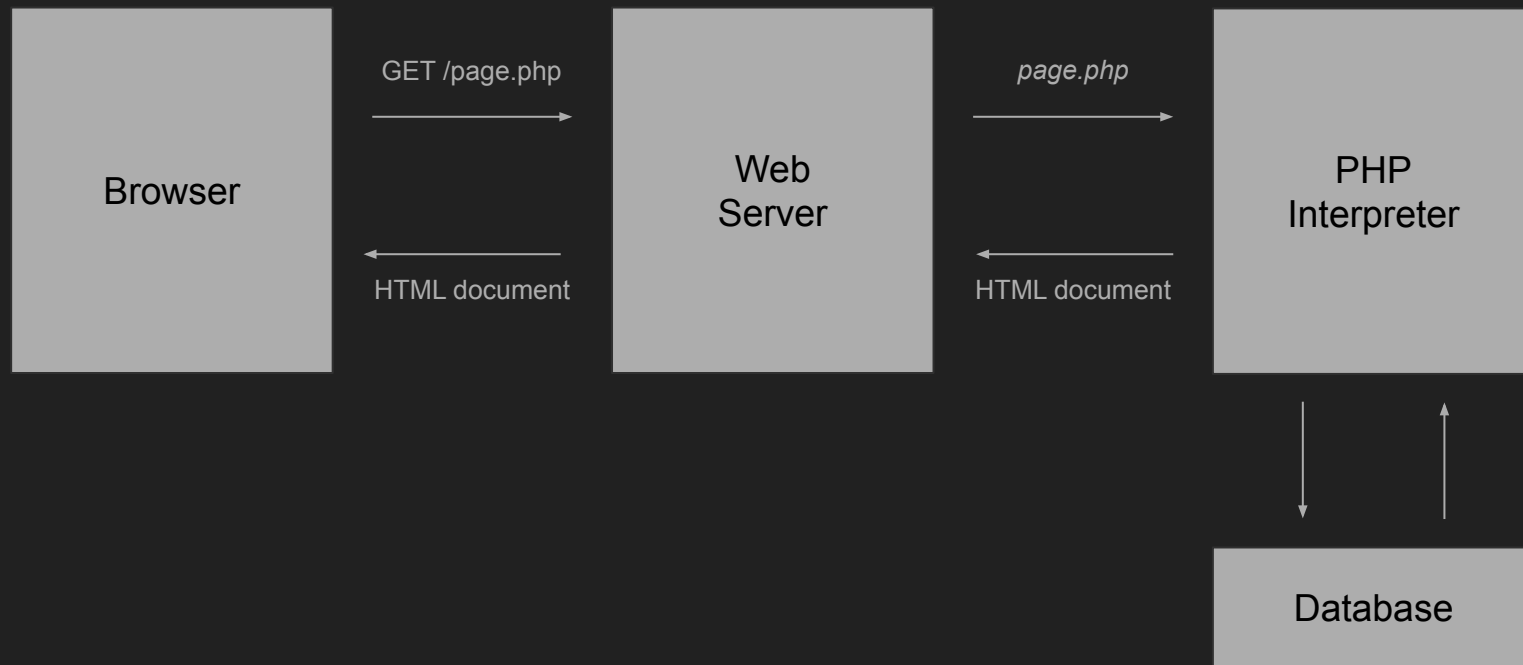 GET /page.php
page.php
Browser
Web
Server
PHP
Interpreter
HTML document
HTML document
Database